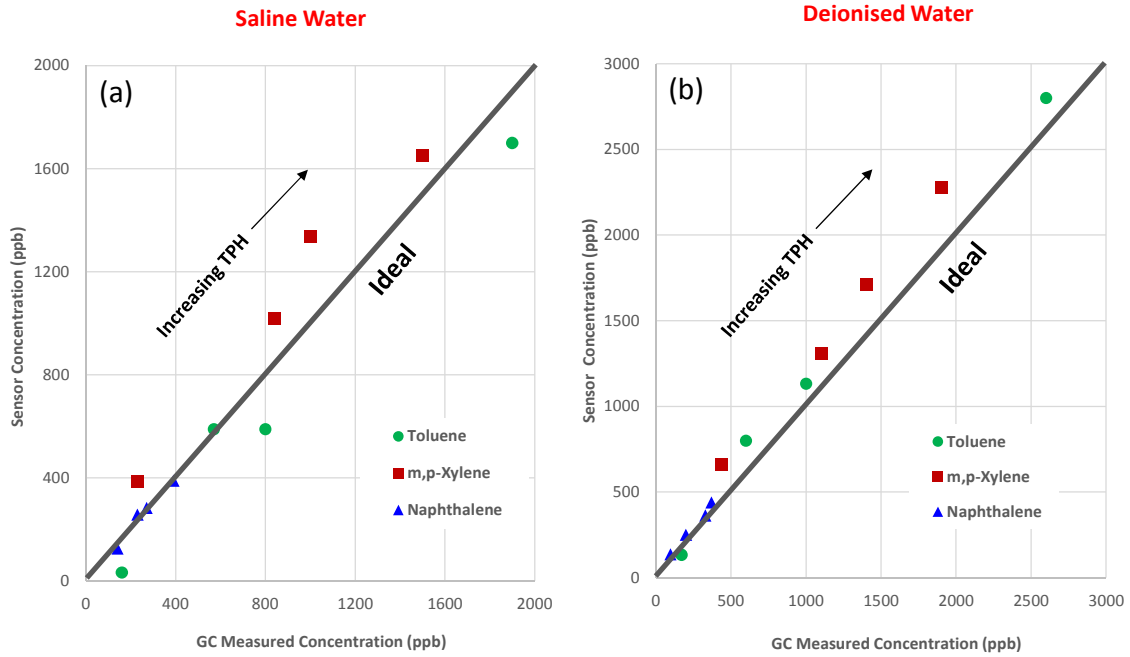 Saline Water
(a)
2000
1600
1200
800
400
0
0 400 800 1200 1600 2000
Sensor Concentration (ppb)
GC Measured Concentration (ppb)
Increasing TPH
Ideal
Toluene
m,p-Xylene
Naphthalene
Deionised Water
(b)
3000
2500
2000
1500
1000
500
0
0 500 1000 1500 2000 2500 3000
Sensor Concentration (ppb)
GC Measured Concentration (ppb)
Increasing TPH
Ideal
Toluene
m,p-Xylene
Naphthalene